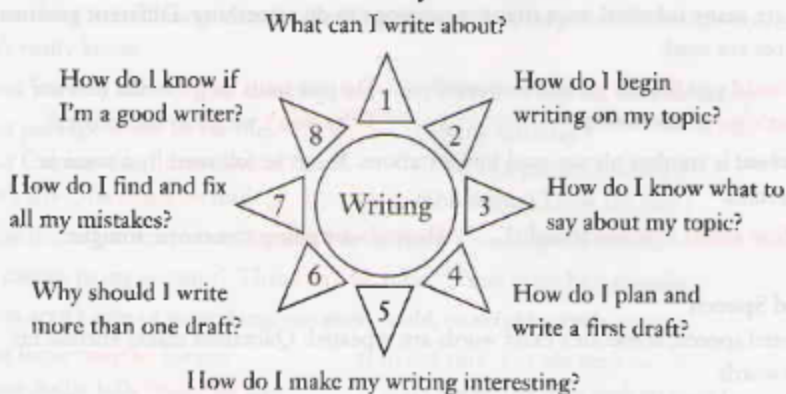 What can I write about?
How do I know if
I'm a good writer?
How do I begin
writing on my topic?
1
8
2
How do I find and fix
all my mistakes?
7
Writing
3
How do I know what to
say about my topic?
6
4
Why should I write
more than one draft?
5
How do I plan and
write a first draft?
How do I make my writing interesting?